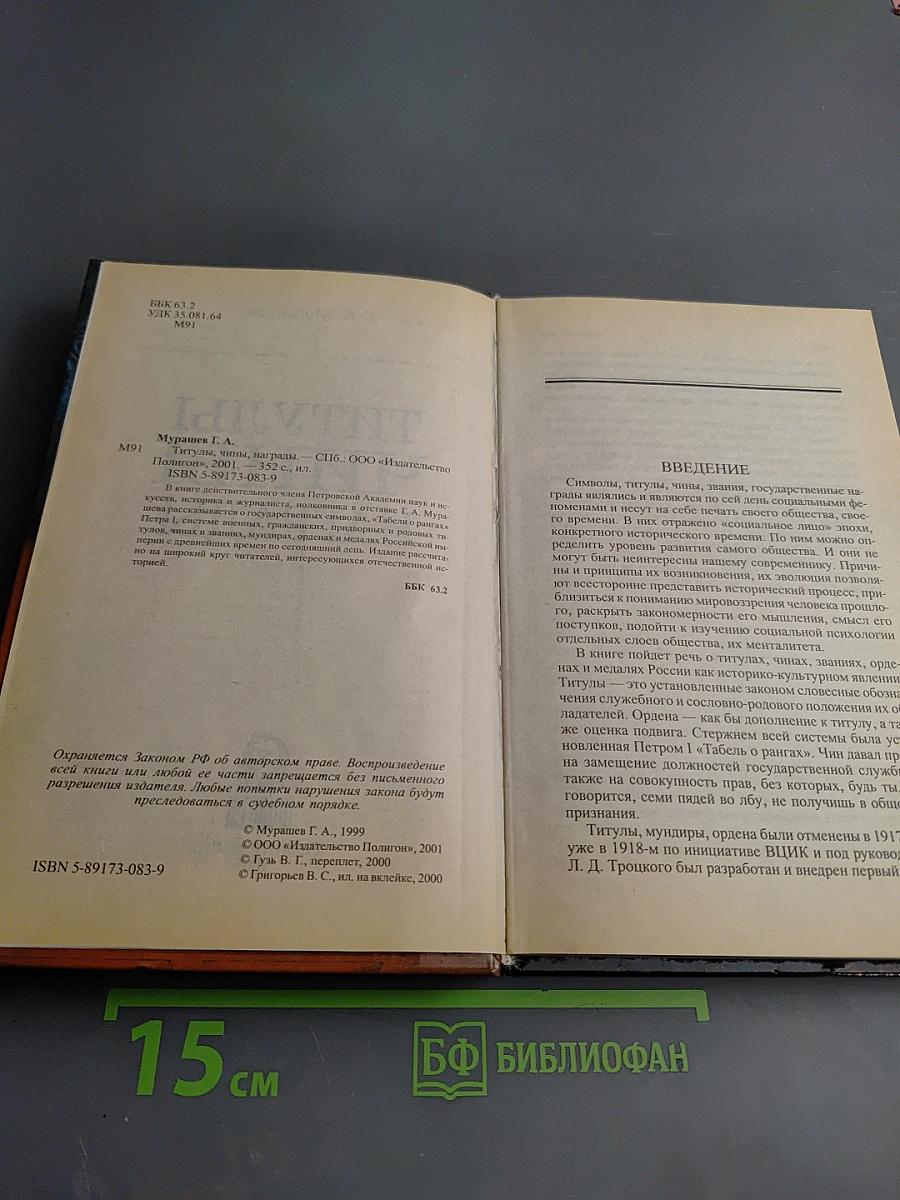 ББК 63.2
УДК 35.081.64
М91
Мурашев Г. А.
М91 Титулы, чины, награды.— СПб.: ООО «Издательство
Полигон», 2001. — 352 с., ил.
ISBN 5-89173-083-9
В книге действительного члена Петровской Академии наук и ис-
кусств, историка и журналиста, полковника в отставке Г. А. Мура-
шева рассказывается о государственных символах, «Табели о рангах»
Петра I, системе военных, гражданских, придворных и родовых ти-
тулов, чинах и званиях, мундирах, орденах и медалях Российской им-
перии с древнейших времен по сегодняшний день. Издание рассчита-
но на широкий круг читателей, интересующихся отечественной ис-
торией.
ББК 63.2
Охраняется Законом РФ об авторском праве. Воспроизведение
всей книги или любой ее части запрещается без письменного
разрешения издателя. Любые попытки нарушения закона будут
преследоваться в судебном порядке.
© Мурашев Г. А., 1999
© ООО «Издательство Полигон», 2001
© Гузь В. Г., переплет, 2000
© Григорьев В. С., ил. на вклейке, 2000
ISBN 5-89173-083-9
ВВЕДЕНИЕ
Символы, титулы, чины, звания, государственные на-
грады являлись и являются по сей день социальными фе-
номенами и несут на себе печать своего общества, свое-
го времени. В них отражено «социальное лицо» эпохи,
конкретного исторического времени. По ним можно оп-
ределить уровень развития самого общества. И они не
могут быть неинтересны нашему современнику. Причи-
ны и принципы их возникновения, их эволюция позволя-
ют всесторонне представить исторический процесс, при-
близиться к пониманию мировоззрения человека прошло-
го, раскрыть закономерности его мышления, смысл его
поступков, подойти к изучению социальной психологии
отдельных слоев общества, их менталитета.
В книге пойдет речь о титулах, чинах, званиях, орде-
нах и медалях России как историко-культурном явлении.
Титулы — это установленные законом словесные обозна-
чения служебного и сословно-родового положения их об
ладателей. Ордена — как бы дополнение к титулу, а та
же оценка подвига. Стержнем всей системы была уст
новленная Петром I «Табель о рангах». Чин давал пр
на замещение должностей государственной служб
также на совокупность прав, без которых, будь ты,
говорится, семи пядей во лбу, не получишь в общ
признания.
Титулы, мундиры, ордена были отменены в 1917
уже в 1918-м по инициативе ВЦИК и под руковод
Л. Д. Троцкого был разработан и внедрен первый
15 см
БФ БИБЛИОФАН